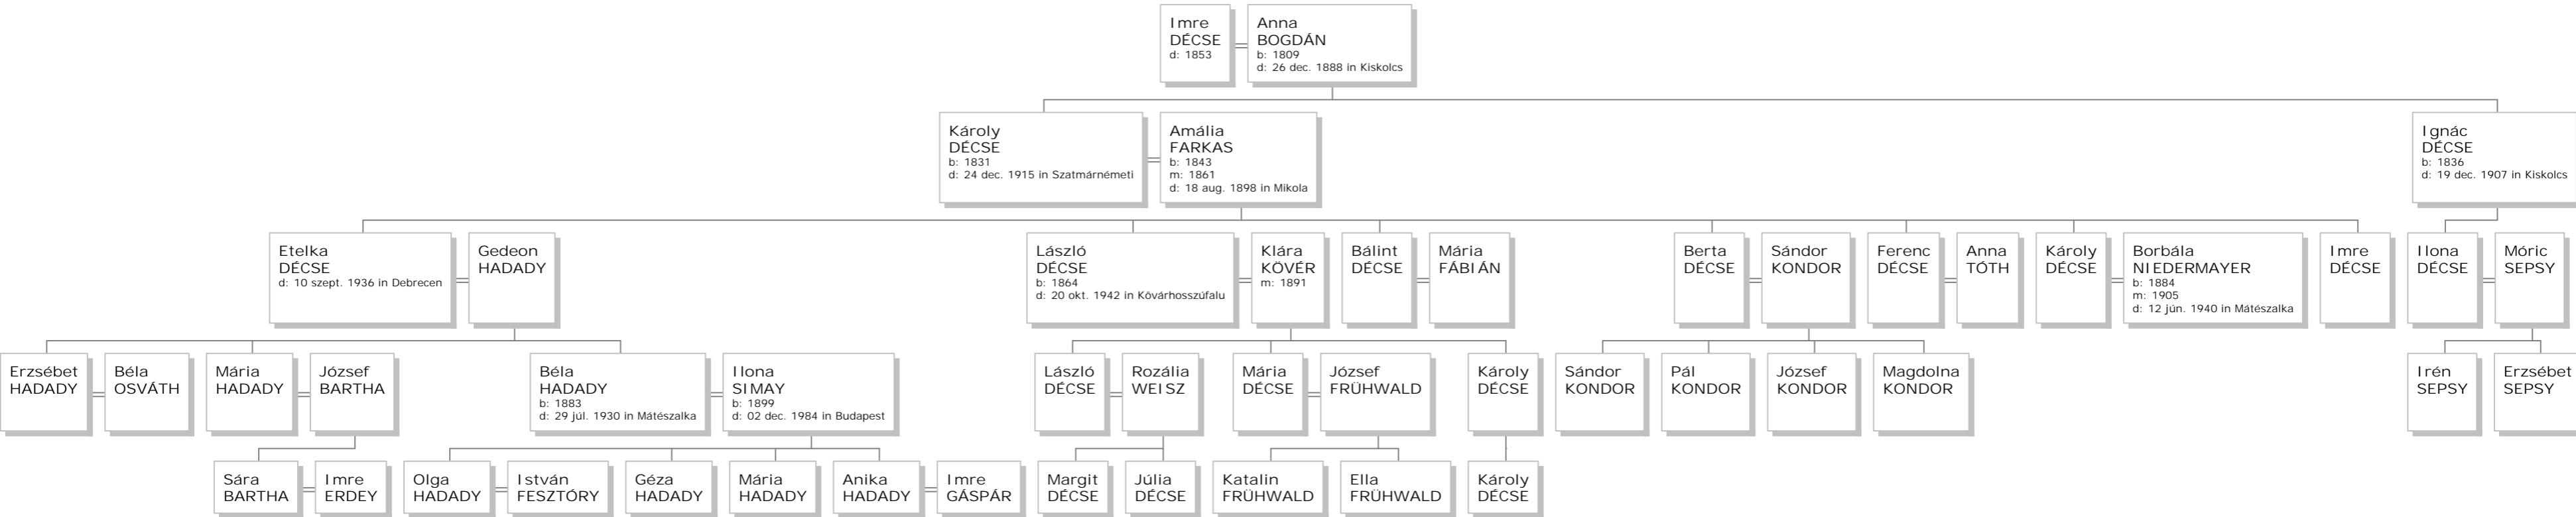 Imre
DÉCSE
d: 1853
Anna
BOGDÁN
b: 1809
d: 26 dec. 1888 in Kiskolcs
Károly
DÉCSE
b: 1831
d: 24 dec. 1915 in Szatmárnémeti
Amália
FARKAS
b: 1843
m: 1861
d: 18 aug. 1898 in Mikola
Ignác
DÉCSE
b: 1836
d: 19 dec. 1907 in Kiskolcs
Etelka
DÉCSE
d: 10 szept. 1936 in Debrecen
Gedeon
HADADY
László
DÉCSE
b: 1864
d: 20 okt. 1942 in Kővárhosszúfalu
Klára
KÖVÉR
m: 1891
Bálint
DÉCSE
Mária
FÁBIÁN
Berta
DÉCSE
Sándor
KONDOR
Ferenc
DÉCSE
Anna
TÓTH
Károly
DÉCSE
Borbála
NIEDERMAYER
b: 1884
m: 1905
d: 12 jún. 1940 in Mátészalka
Imre
DÉCSE
Ilona
DÉCSE
Móric
SEPSY
Erzsébet
HADADY
Béla
OSVÁTH
Mária
HADADY
József
BARTHA
Béla
HADADY
b: 1883
d: 29 júl. 1930 in Mátészalka
Ilona
SIMAY
b: 1899
d: 02 dec. 1984 in Budapest
László
DÉCSE
Rozália
WEISZ
Mária
DÉCSE
József
FRÜHWALD
Károly
DÉCSE
Sándor
KONDOR
Pál
KONDOR
József
KONDOR
Magdolna
KONDOR
Irén
SEPSY
Erzsébet
SEPSY
Sára
BARTHA
Imre
ERDEY
Olga
HADADY
István
FESZTÓRY
Géza
HADADY
Mária
HADADY
Anika
HADADY
Imre
GÁSPÁR
Margit
DÉCSE
Júlia
DÉCSE
Katalin
FRÜHWALD
Ella
FRÜHWALD
Károly
DÉCSE